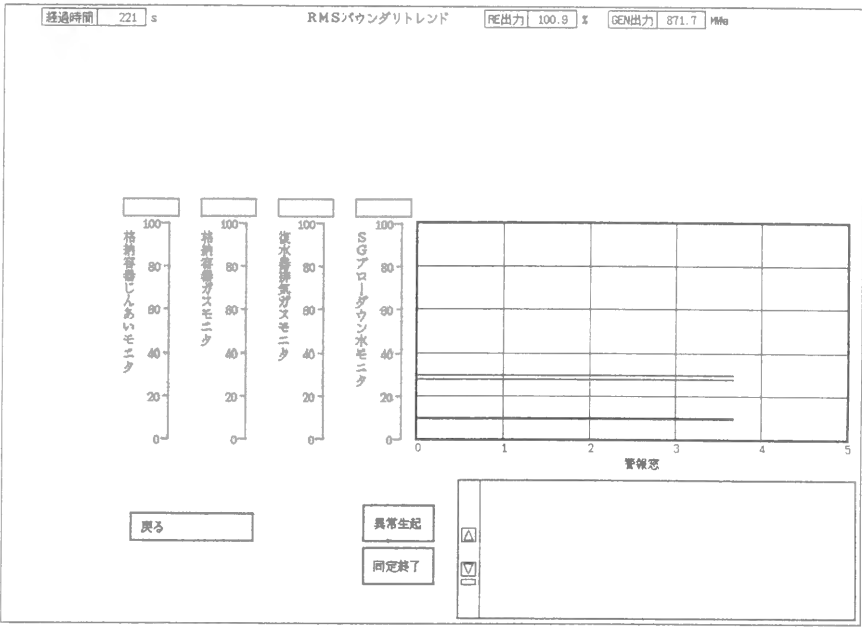 経過時間 221 s RMSバウンダリトレンド RE出力 100.9 % GEN出力 871.7 MWe
格納容器じんあいモニタ
格納容器ガスモニタ
復水器排気ガスモニタ
SGブローダウン水モニタ
100 100 100 100
80 80 80 80
60 60 60 60
40 40 40 40
20 20 20 20
0 0 0 0
0 1 2 3 4 5
警報窓
戻る
異常生起
同定終了